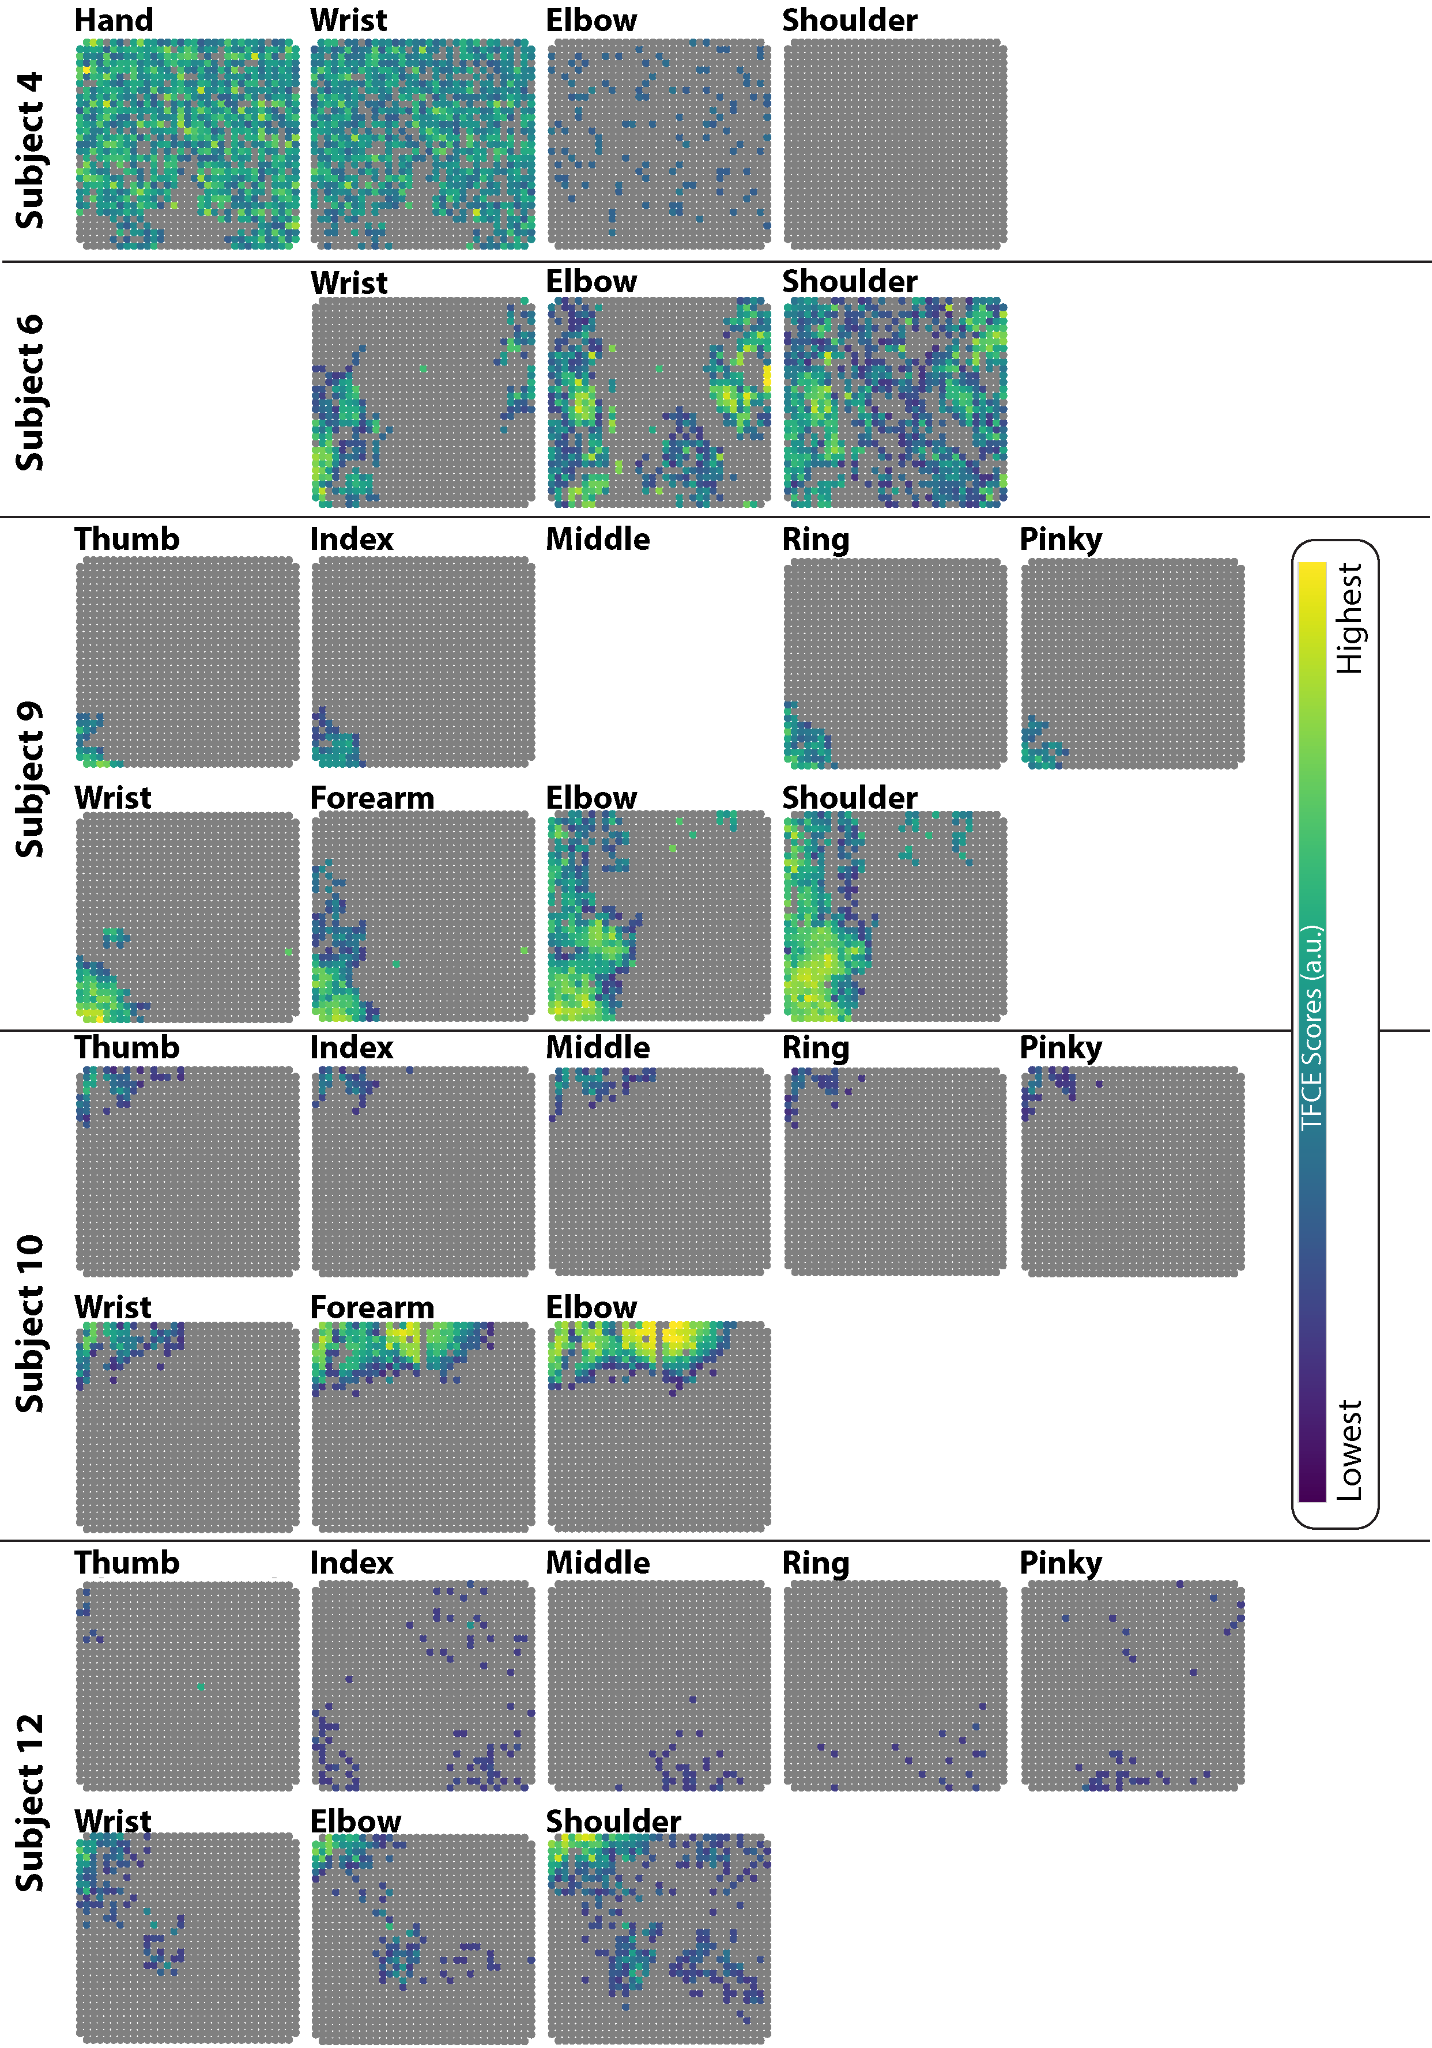 Hand Wrist Elbow Shoulder
Subject 4
Wrist Elbow Shoulder
Subject 6
Thumb Index Middle Ring Pinky
Subject 9
Wrist Forearm Elbow Shoulder
Thumb Index Middle Ring Pinky
Subject 10
Wrist Forearm Elbow
Thumb Index Middle Ring Pinky
Subject 12
Wrist Elbow Shoulder
Highest
TFCE Scores (a.u.)
Lowest